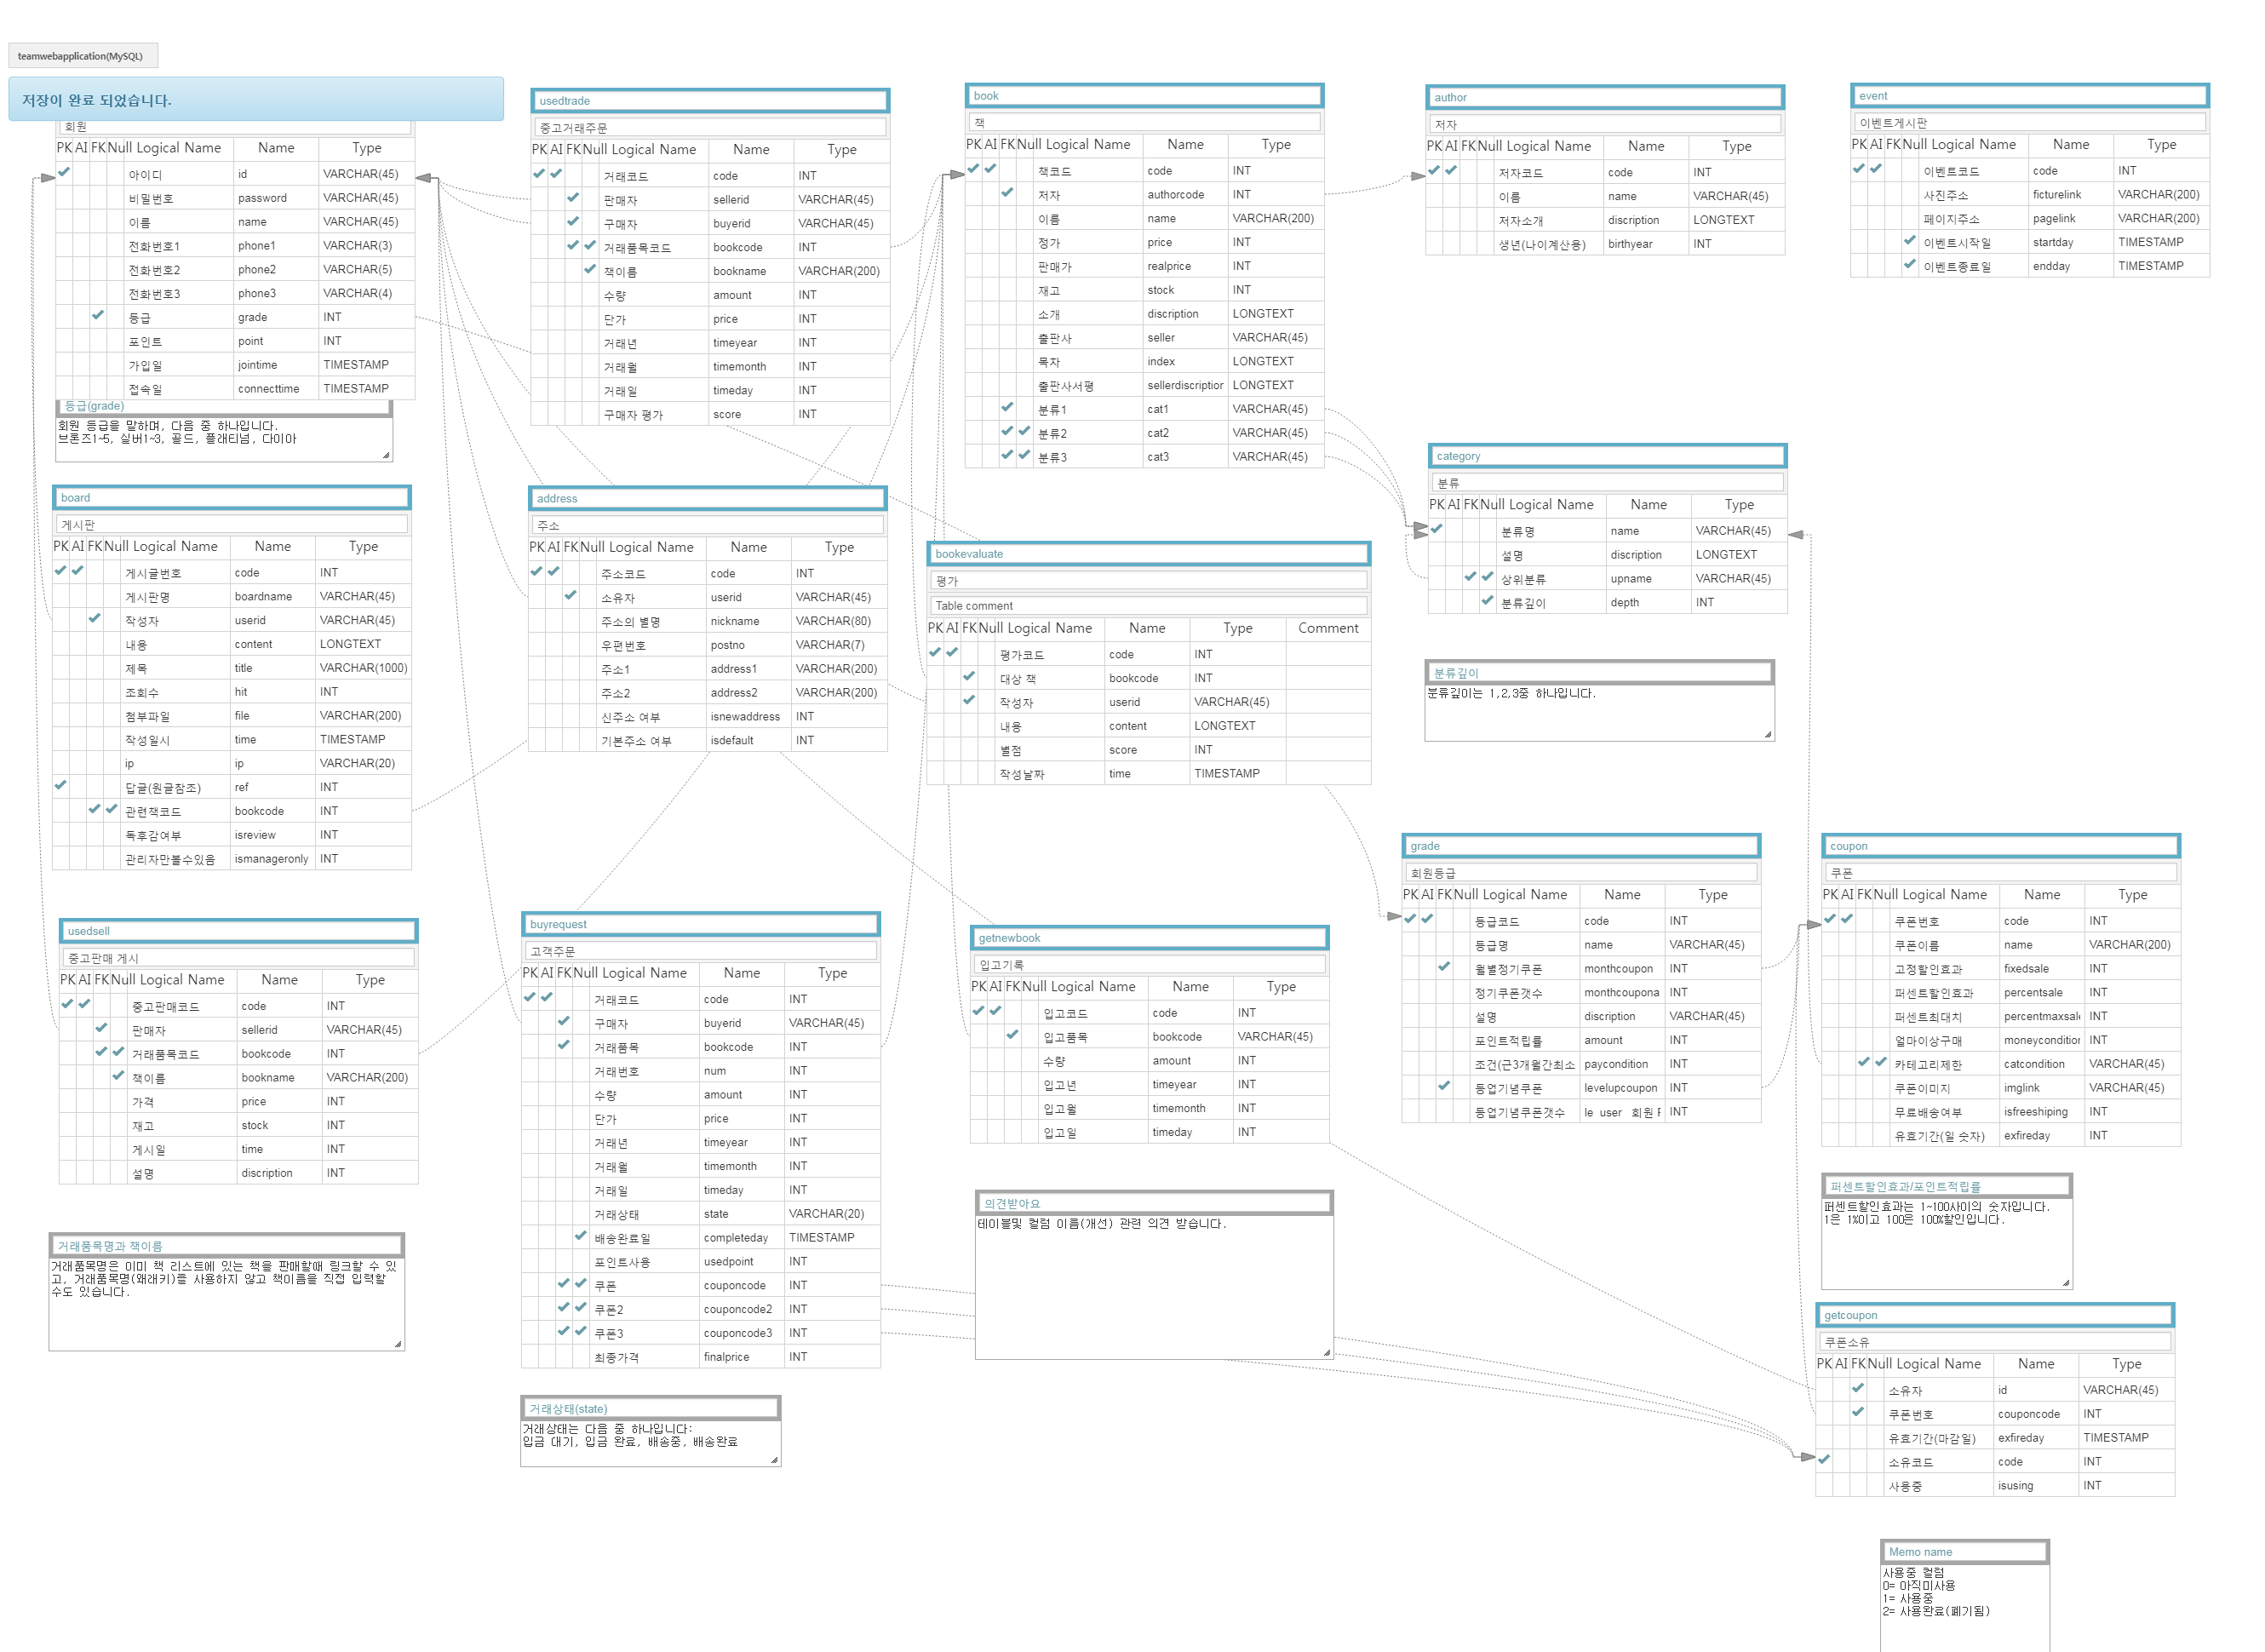 teamwebapplication(MySQL)
저장이 완료 되었습니다.
회원
PK AI FK Null Logical Name Name Type
아이디 id VARCHAR(45)
비밀번호 password VARCHAR(45)
이름 name VARCHAR(45)
전화번호1 phone1 VARCHAR(3)
전화번호2 phone2 VARCHAR(5)
전화번호3 phone3 VARCHAR(4)
등급 grade INT
포인트 point INT
가입일 jointime TIMESTAMP
접속일 connecttime TIMESTAMP
등급(grade)
회원 등급을 말하며, 다음 중 하나입니다.
브론즈1~5, 실버1~3, 골드, 플래티넘, 다이아
usedtrade
중고거래주문
PK AI FK Null Logical Name Name Type
거래코드 code INT
판매자 sellerid VARCHAR(45)
구매자 buyerid VARCHAR(45)
거래품목코드 bookcode INT
책이름 bookname VARCHAR(200)
수량 amount INT
단가 price INT
거래년 timeyear INT
거래월 timemonth INT
거래일 timeday INT
구매자 평가 score INT
book
책
PK AI FK Null Logical Name Name Type
책코드 code INT
저자 authorcode INT
이름 name VARCHAR(200)
정가 price INT
판매가 realprice INT
재고 stock INT
소개 discription LONGTEXT
출판사 seller VARCHAR(45)
목차 index LONGTEXT
출판사서평 sellerdiscriptior LONGTEXT
분류1 cat1 VARCHAR(45)
분류2 cat2 VARCHAR(45)
분류3 cat3 VARCHAR(45)
author
저자
PK AI FK Null Logical Name Name Type
저자코드 code INT
이름 name VARCHAR(45)
저자소개 discription LONGTEXT
생년(나이계산용) birthyear INT
event
이벤트게시판
PK AI FK Null Logical Name Name Type
이벤트코드 code INT
사진주소 ficturelink VARCHAR(200)
페이지주소 pagelink VARCHAR(200)
이벤트시작일 startday TIMESTAMP
이벤트종료일 endday TIMESTAMP
board
게시판
PK AI FK Null Logical Name Name Type
게시글번호 code INT
게시판명 boardname VARCHAR(45)
작성자 userid VARCHAR(45)
내용 content LONGTEXT
제목 title VARCHAR(1000)
조회수 hit INT
첨부파일 file VARCHAR(200)
작성일시 time TIMESTAMP
ip ip VARCHAR(20)
답글(원글참조) ref INT
관련책코드 bookcode INT
독후감여부 isreview INT
관리자만볼수있음 ismanageronly INT
address
주소
PK AI FK Null Logical Name Name Type
주소코드 code INT
소유자 userid VARCHAR(45)
주소의 별명 nickname VARCHAR(80)
우편번호 postno VARCHAR(7)
주소1 address1 VARCHAR(200)
주소2 address2 VARCHAR(200)
신주소 여부 isnewaddress INT
기본주소 여부 isdefault INT
bookevaluate
평가
Table comment
PK AI FK Null Logical Name Name Type Comment
평가코드 code INT
대상 책 bookcode INT
작성자 userid VARCHAR(45)
내용 content LONGTEXT
별점 score INT
작성날짜 time TIMESTAMP
category
분류
PK AI FK Null Logical Name Name Type
분류명 name VARCHAR(45)
설명 discription LONGTEXT
상위분류 upname VARCHAR(45)
분류깊이 depth INT
분류깊이
분류깊이는 1,2,3중 하나입니다.
usedsell
중고판매 게시
PK AI FK Null Logical Name Name Type
중고판매코드 code INT
판매자 sellerid VARCHAR(45)
거래품목코드 bookcode INT
책이름 bookname VARCHAR(200)
가격 price INT
재고 stock INT
게시일 time INT
설명 discription INT
거래품목명과 책이름
거래품목명은 이미 책 리스트에 있는 책을 판매할때 링크할 수 있
고, 거래품목명(왜래키)를 사용하지 않고 책이름을 직접 입력할
수도 있습니다.
buyrequest
고객주문
PK AI FK Null Logical Name Name Type
거래코드 code INT
구매자 buyerid VARCHAR(45)
거래품목 bookcode INT
거래번호 num INT
수량 amount INT
단가 price INT
거래년 timeyear INT
거래월 timemonth INT
거래일 timeday INT
거래상태 state VARCHAR(20)
배송완료일 completeday TIMESTAMP
포인트사용 usedpoint INT
쿠폰 couponcode INT
쿠폰2 couponcode2 INT
쿠폰3 couponcode3 INT
최종가격 finalprice INT
거래상태(state)
거래상태는 다음 중 하나입니다:
입금 대기, 입금 완료, 배송중, 배송완료
getnewbook
입고기록
PK AI FK Null Logical Name Name Type
입고코드 code INT
입고품목 bookcode VARCHAR(45)
수량 amount INT
입고년 timeyear INT
입고월 timemonth INT
입고일 timeday INT
의견받아요
테이블및 컬럼 이름(개선) 관련 의견 받습니다.
grade
회원등급
PK AI FK Null Logical Name Name Type
등급코드 code INT
등급명 name VARCHAR(45)
월별정기쿠폰 monthcoupon INT
정기쿠폰갯수 monthcoupona INT
설명 discription VARCHAR(45)
포인트적립률 amount INT
조건(근3개월간최소 paycondition INT
등업기념쿠폰 levelupcoupon INT
등업기념쿠폰갯수 le user 회원 F INT
coupon
쿠폰
PK AI FK Null Logical Name Name Type
쿠폰번호 code INT
쿠폰이름 name VARCHAR(200)
고정할인효과 fixedsale INT
퍼센트할인효과 percentsale INT
퍼센트최대치 percentmaxsale INT
얼마이상구매 moneycondition INT
카테고리제한 catcondition VARCHAR(45)
쿠폰이미지 imglink VARCHAR(45)
무료배송여부 isfreeshiping INT
유효기간(일 숫자) exfireday INT
퍼센트할인효과/포인트적립률
퍼센트할인효과는 1~100사이의 숫자입니다.
1은 1%이고 100은 100%할인입니다.
getcoupon
쿠폰소유
PK AI FK Null Logical Name Name Type
소유자 id VARCHAR(45)
쿠폰번호 couponcode INT
유효기간(마감일) exfireday TIMESTAMP
소유코드 code INT
사용중 isusing INT
Memo name
사용중 컬럼
0= 아직미사용
1= 사용중
2= 사용완료(폐기됨)